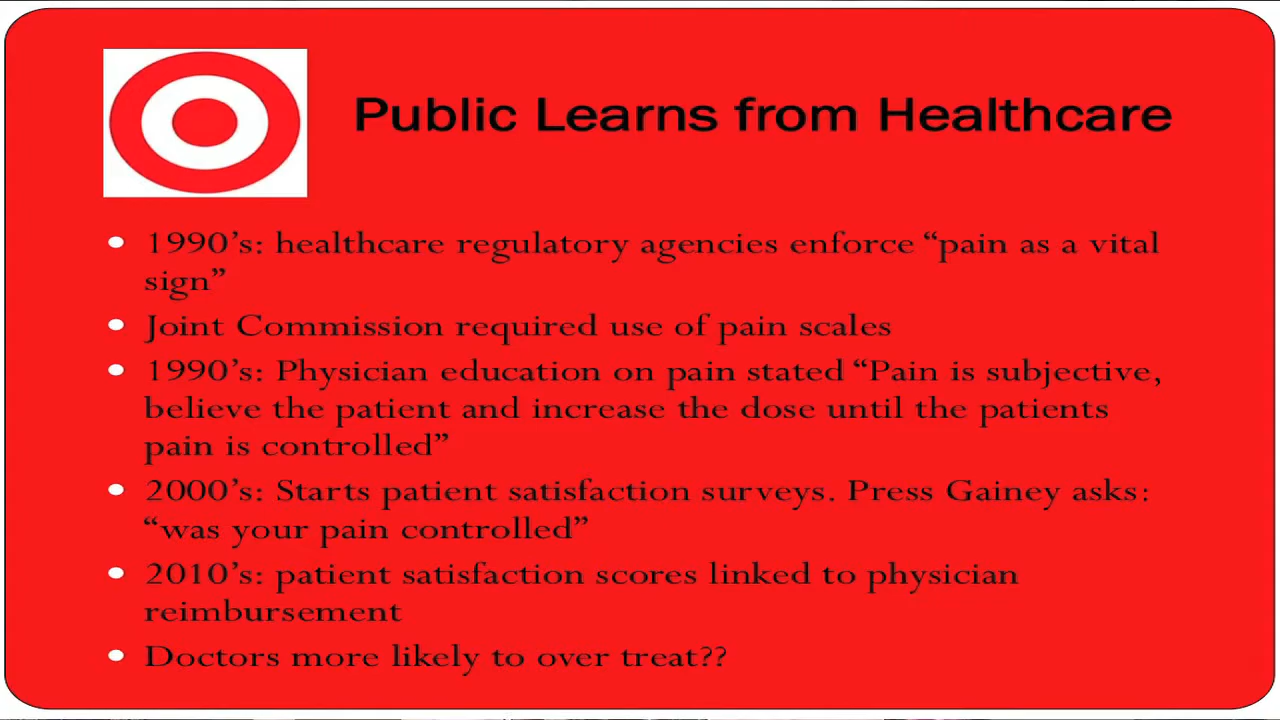 Public Learns from Healthcare
• 1990’s: healthcare regulatory agencies enforce “pain as a vital
sign”
• Joint Commission required use of pain scales
• 1990’s: Physician education on pain stated “Pain is subjective,
believe the patient and increase the dose until the patients
pain is controlled”
• 2000’s: Starts patient satisfaction surveys. Press Gainey asks:
“was your pain controlled”
• 2010’s: patient satisfaction scores linked to physician
reimbursement
• Doctors more likely to over treat??